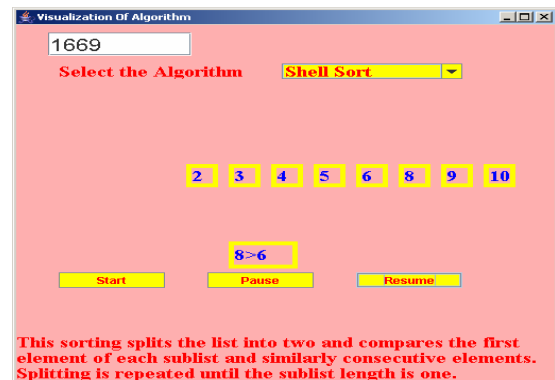 Visualization Of Algorithm
1669
Select the Algorithm Shell Sort
2 3 4 5 6 8 9 10
8>6
Start Pause Resume
This sorting splits the list into two and compares the first
element of each sublist and similarly consecutive elements.
Splitting is repeated until the sublist length is one.